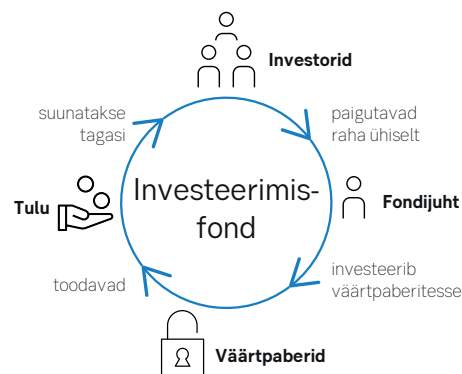 Investorid
paigutavad
raha ühiselt
Fondijuht
investeerib
väärtpaberitesse
Väärtpaberid
toodavad
Tulu
suunatakse
tagasi
Investeerimis-
fond